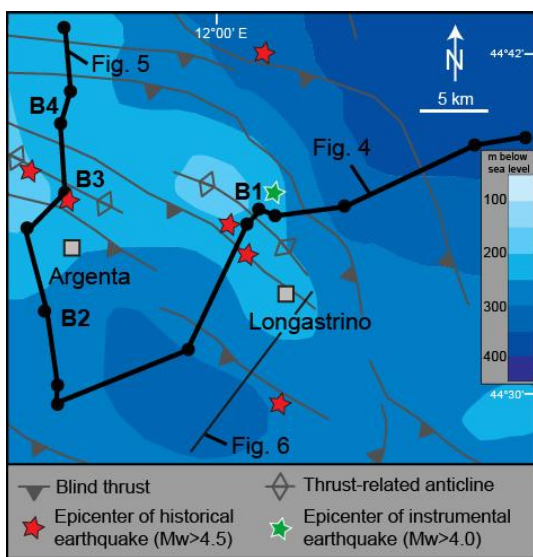 12°00' E
Fig. 5
44°42'
N
5 km
B4
Fig. 4
m below
sea level
B3
B1
100
Argenta
200
B2
Longastrino
300
400
44°30'
Fig. 6
Blind thrust
Thrust-related anticline
Epicenter of historical
earthquake (Mw>4.5)
Epicenter of instrumental
earthquake (Mw>4.0)